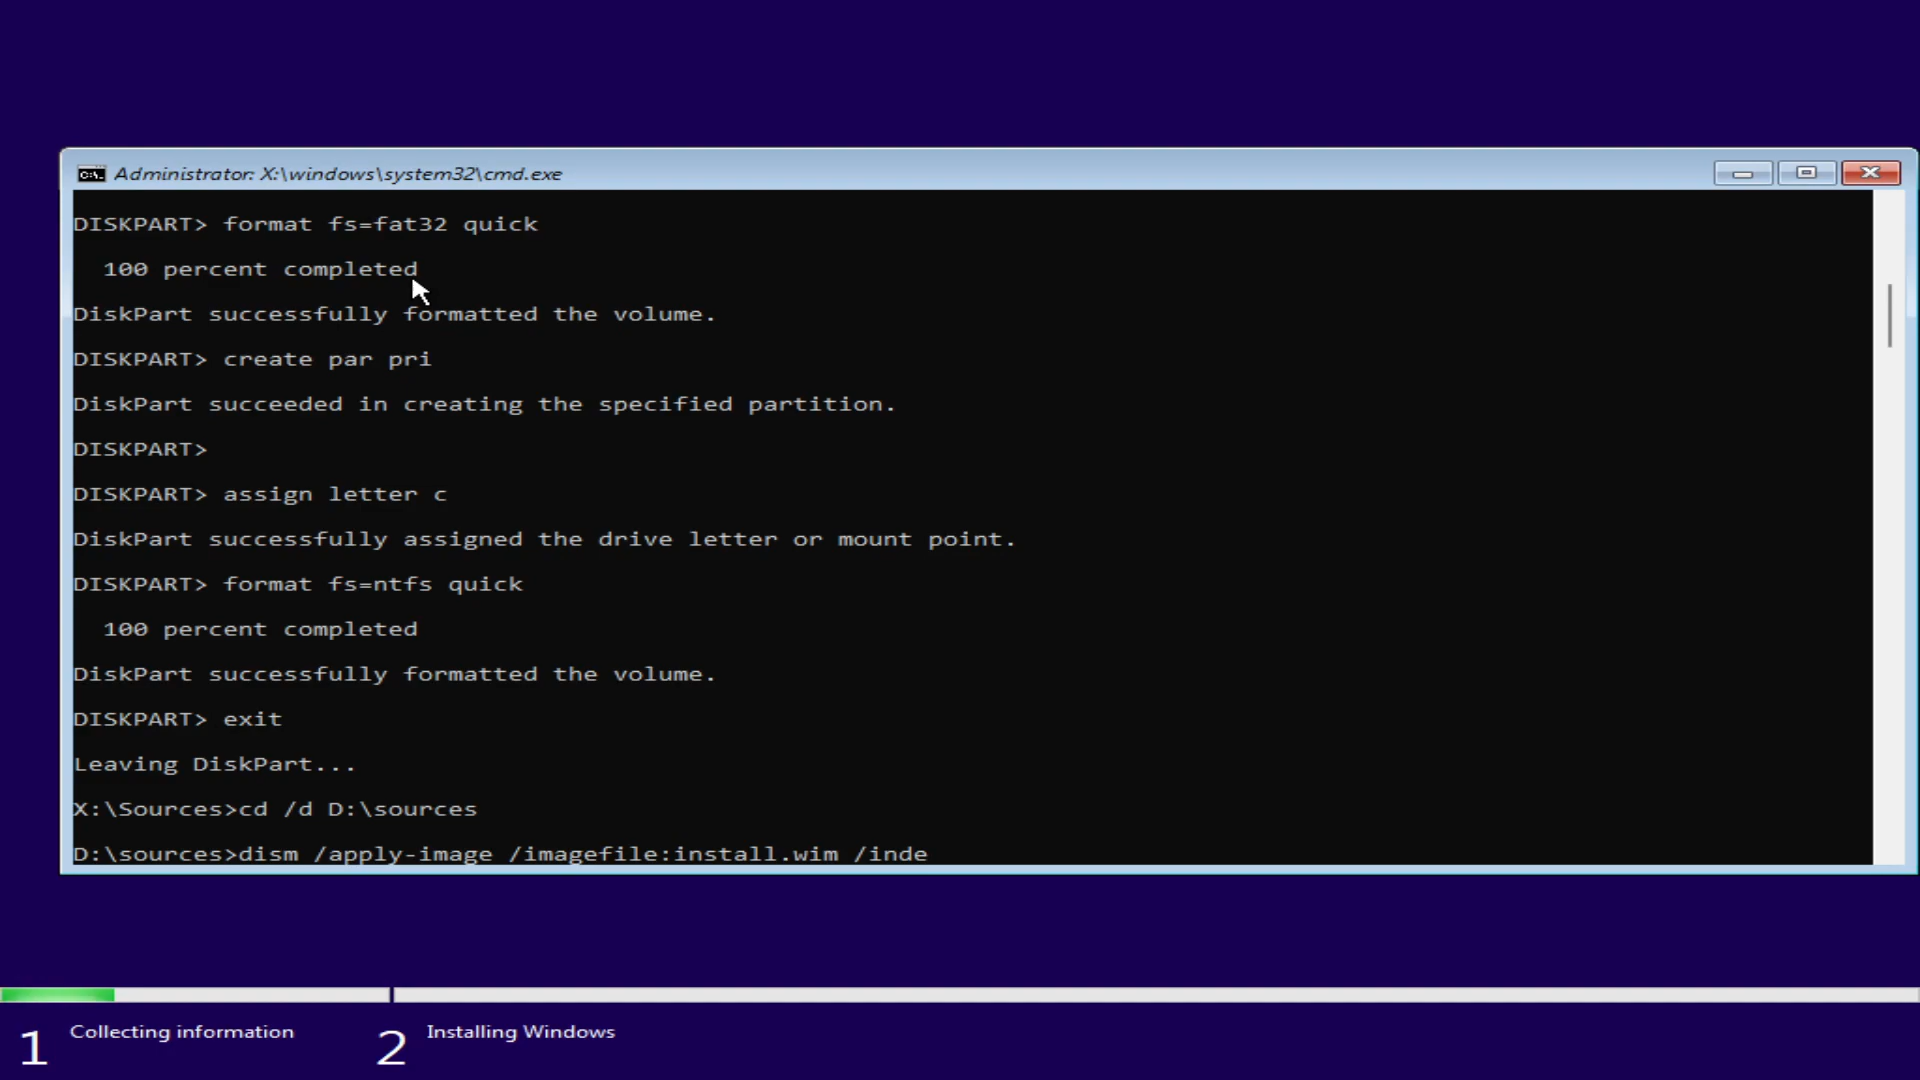 Administrator: X:\windows\system32\cmd.exe
DISKPART> format fs=fat32 quick
100 percent completed
DiskPart successfully formatted the volume.
DISKPART> create par pri
DiskPart succeeded in creating the specified partition.
DISKPART>
DISKPART> assign letter c
DiskPart successfully assigned the drive letter or mount point.
DISKPART> format fs=ntfs quick
100 percent completed
DiskPart successfully formatted the volume.
DISKPART> exit
Leaving DiskPart...
X:\Sources>cd /d D:\sources
D:\sources>dism /apply-image /imagefile:install.wim /inde
1 Collecting information
2 Installing Windows